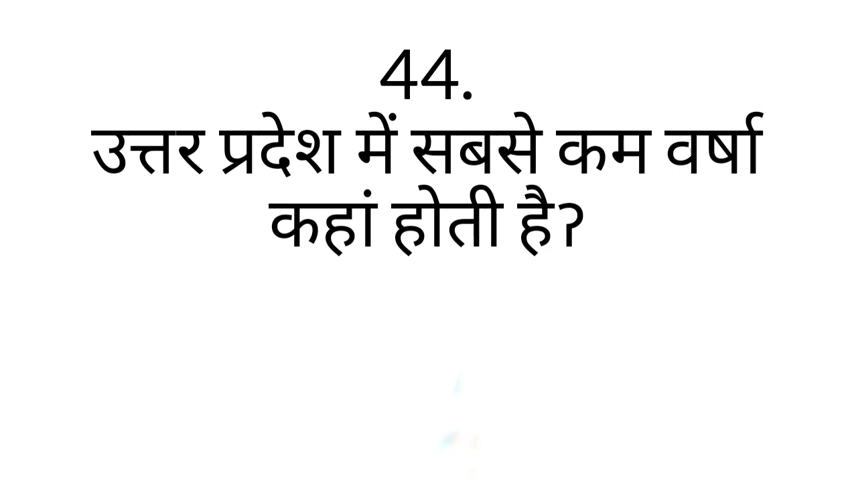 44.
उत्तर प्रदेश में सबसे कम वर्षा
कहां होती है?